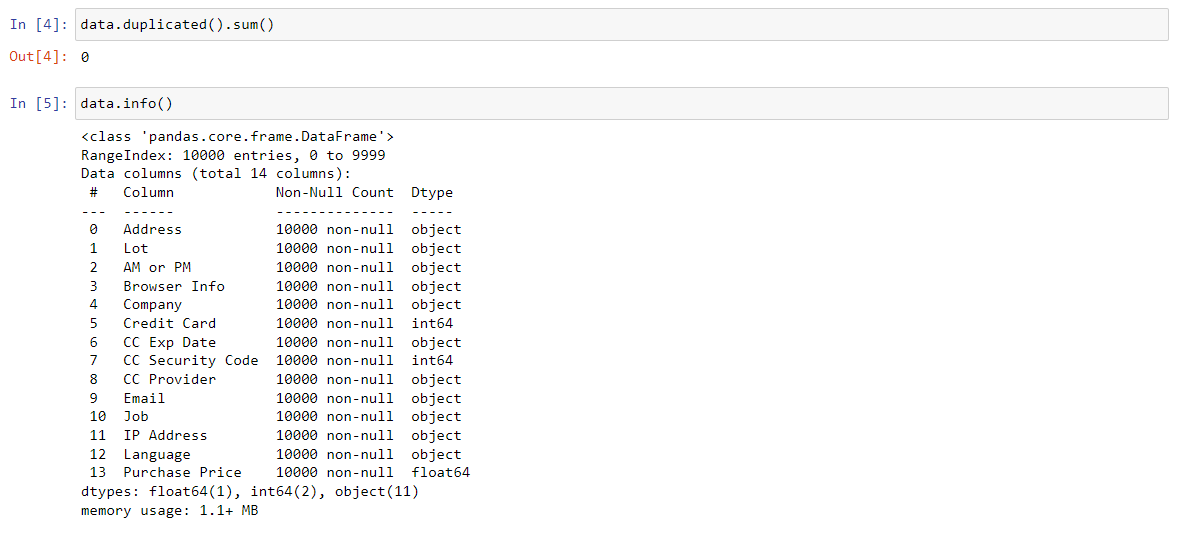 In [4]: data.duplicated().sum()
Out[4]: 0
In [5]: data.info()
<class 'pandas.core.frame.DataFrame'>
RangeIndex: 10000 entries, 0 to 9999
Data columns (total 14 columns):
 #   Column            Non-Null Count  Dtype
---  ------            --------------  -----
 0   Address           10000 non-null  object
 1   Lot               10000 non-null  object
 2   AM or PM          10000 non-null  object
 3   Browser Info      10000 non-null  object
 4   Company           10000 non-null  object
 5   Credit Card       10000 non-null  int64
 6   CC Exp Date       10000 non-null  object
 7   CC Security Code  10000 non-null  int64
 8   CC Provider       10000 non-null  object
 9   Email             10000 non-null  object
 10  Job               10000 non-null  object
 11  IP Address        10000 non-null  object
 12  Language          10000 non-null  object
 13  Purchase Price    10000 non-null  float64
dtypes: float64(1), int64(2), object(11)
memory usage: 1.1+ MB